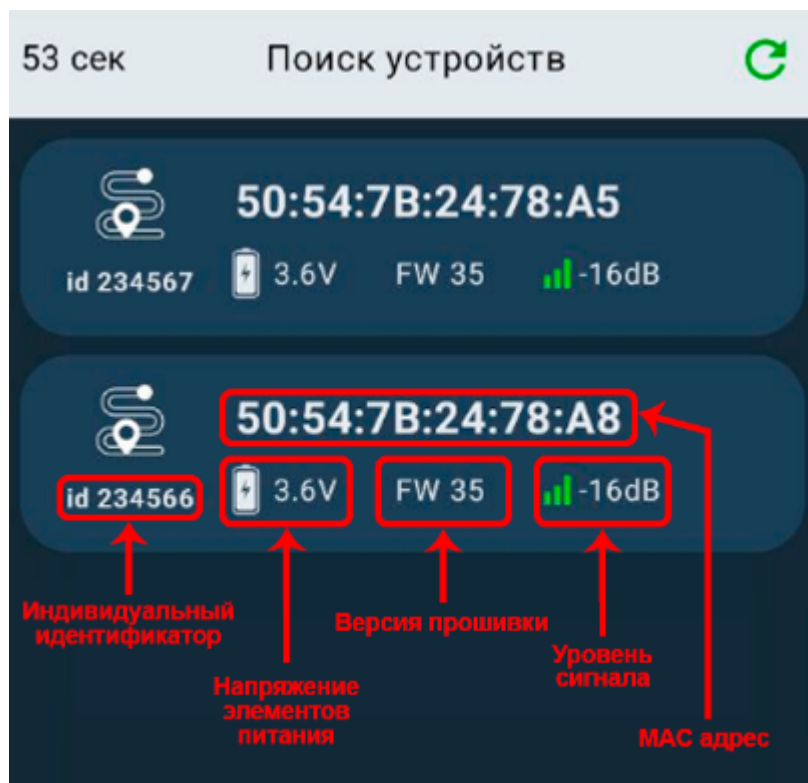 53 сек Поиск устройств
50:54:7B:24:78:A5
id 234567 3.6V FW 35 -16dB
50:54:7B:24:78:A8
id 234566 3.6V FW 35 -16dB
Индивидуальный
идентификатор
Версия прошивки
Уровень
сигнала
Напряжение
элементов
питания
MAC адрес